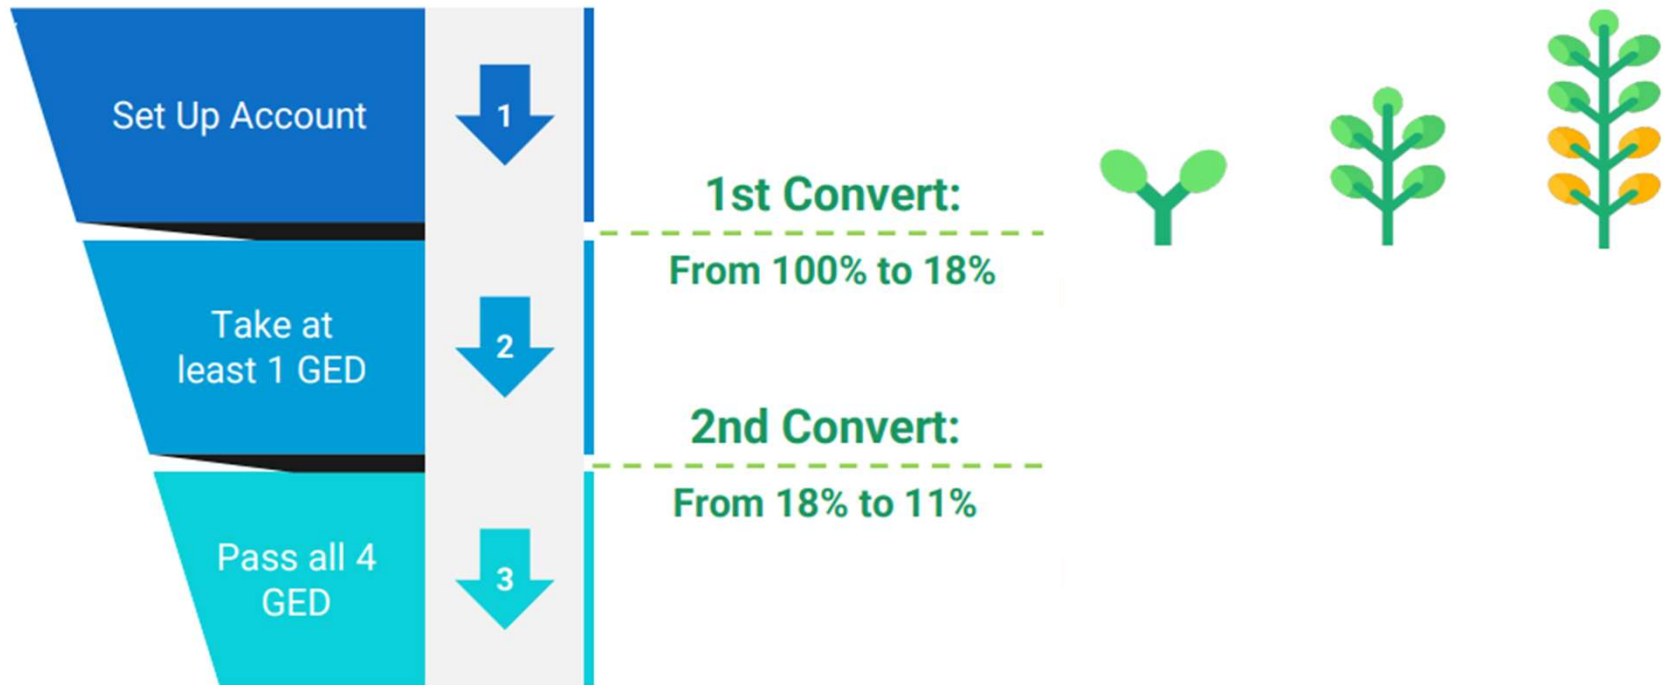 Set Up Account
1
1st Convert:
From 100% to 18%
Take at
least 1 GED
2
2nd Convert:
From 18% to 11%
Pass all 4
GED
3